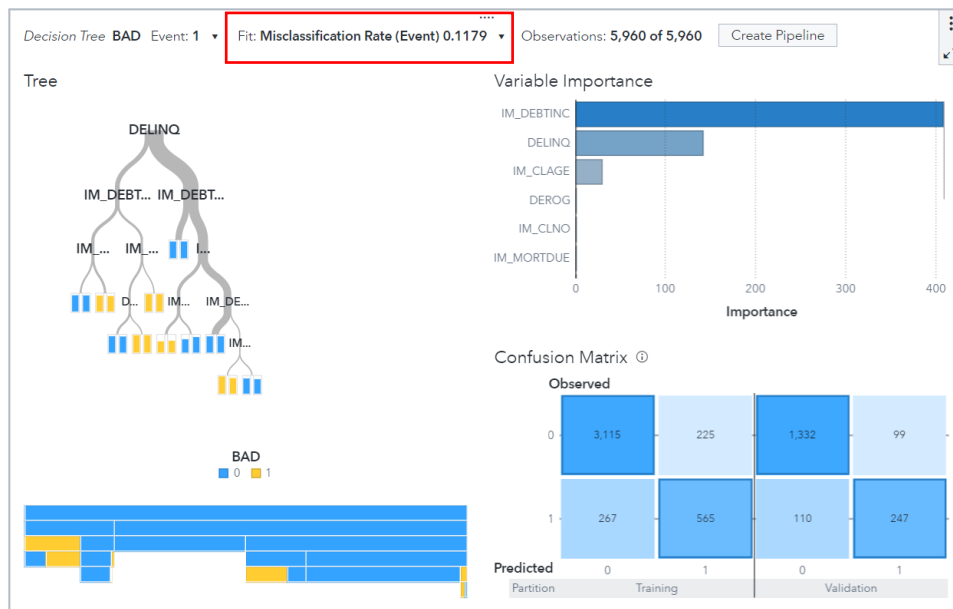 Decision Tree BAD Event: 1 Fit: Misclassification Rate (Event) 0.1179 Observations: 5,960 of 5,960 Create Pipeline
Tree
DELINQ
IM_DEBT... IM_DEBT...
IM_... IM_... I...
D... IM... IM_DE...
IM...
BAD
0 1
Variable Importance
IM_DEBTINC
DELINQ
IM_CLAGE
DEROG
IM_CLNO
IM_MORTDUE
0 100 200 300 400
Importance
Confusion Matrix
Observed
0 3,115 225 1,332 99
1 267 565 110 247
Predicted 0 1 0 1
Partition Training Validation